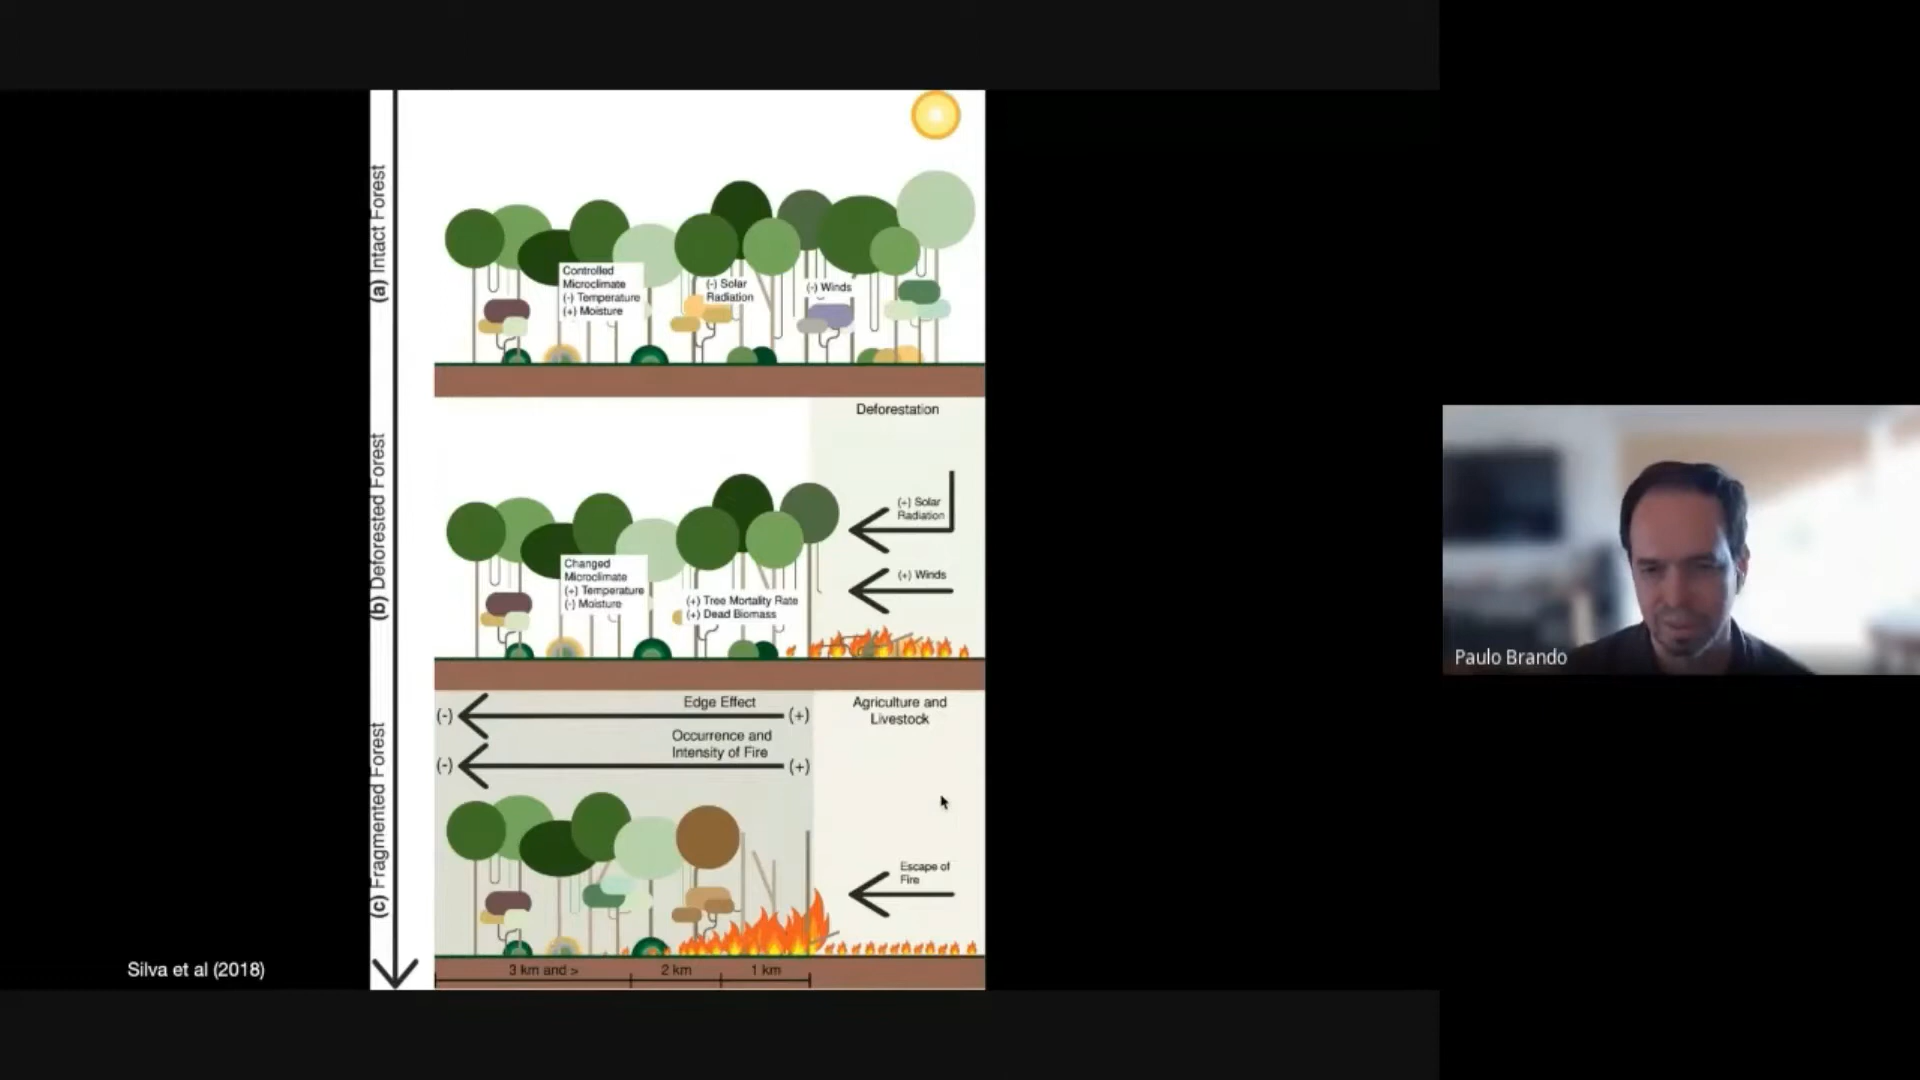 (a) Intact Forest
Controlled
Microclimate
(-) Temperature
(+) Moisture
(-) Solar
Radiation
(-) Winds
(b) Deforested Forest
Deforestation
(+) Solar
Radiation
(+) Winds
Changed
Microclimate
(+) Temperature
(-) Moisture
(+) Tree Mortality Rate
(+) Dead Biomass
(c) Fragmented Forest
Edge Effect
(-) (+)
Occurrence and
Intensity of Fire
(-) (+)
Agriculture and
Livestock
Escape of
Fire
3 km and > 2 km 1 km
Silva et al (2018)
Paulo Brando